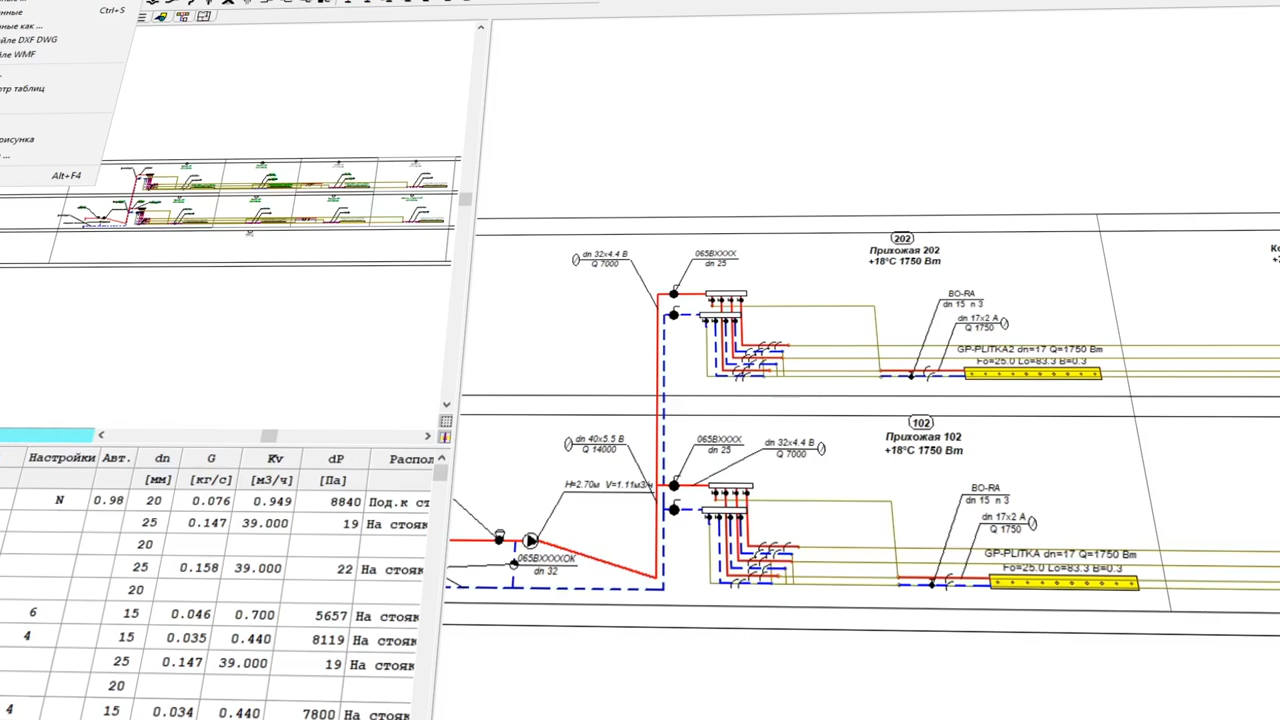 Ctrl+S
ные как ...
йле DXF DWG
йле WMF
тр таблиц
рисунка
Alt+F4
Настройки Авт. dn G Kv dP Распол
[мм] [кг/с] [м3/ч] [Па]
N 0.98 20 0.076 0.949 8840 Под.к ст
25 0.147 39.000 19 На стояк
20
25 0.158 39.000 22 На стояк
20
6 15 0.046 0.700 5657 На стояк
4 15 0.035 0.440 8119 На стояк
25 0.147 39.000 19 На стояк
20
4 15 0.034 0.440 7800 На стояк
dn 32x4.4 B
Q 7000
065BXXXX
dn 25
202
Прихожая 202
+18°C 1750 Вт
BO-RA
dn 15 n 3
dn 17x2 A
Q 1750
GP-PLITKA2 dn=17 Q=1750 Вт
Fo=25.0 Lo=83.3 B=0.3
dn 40x5.5 B
Q 14000
065BXXXX
dn 25
dn 32x4.4 B
Q 7000
102
Прихожая 102
+18°C 1750 Вт
H=2.70м V=1.11м3/ч
065BXXXXOK
dn 32
BO-RA
dn 15 n 3
dn 17x2 A
Q 1750
GP-PLITKA dn=17 Q=1750 Вт
Fo=25.0 Lo=83.3 B=0.3